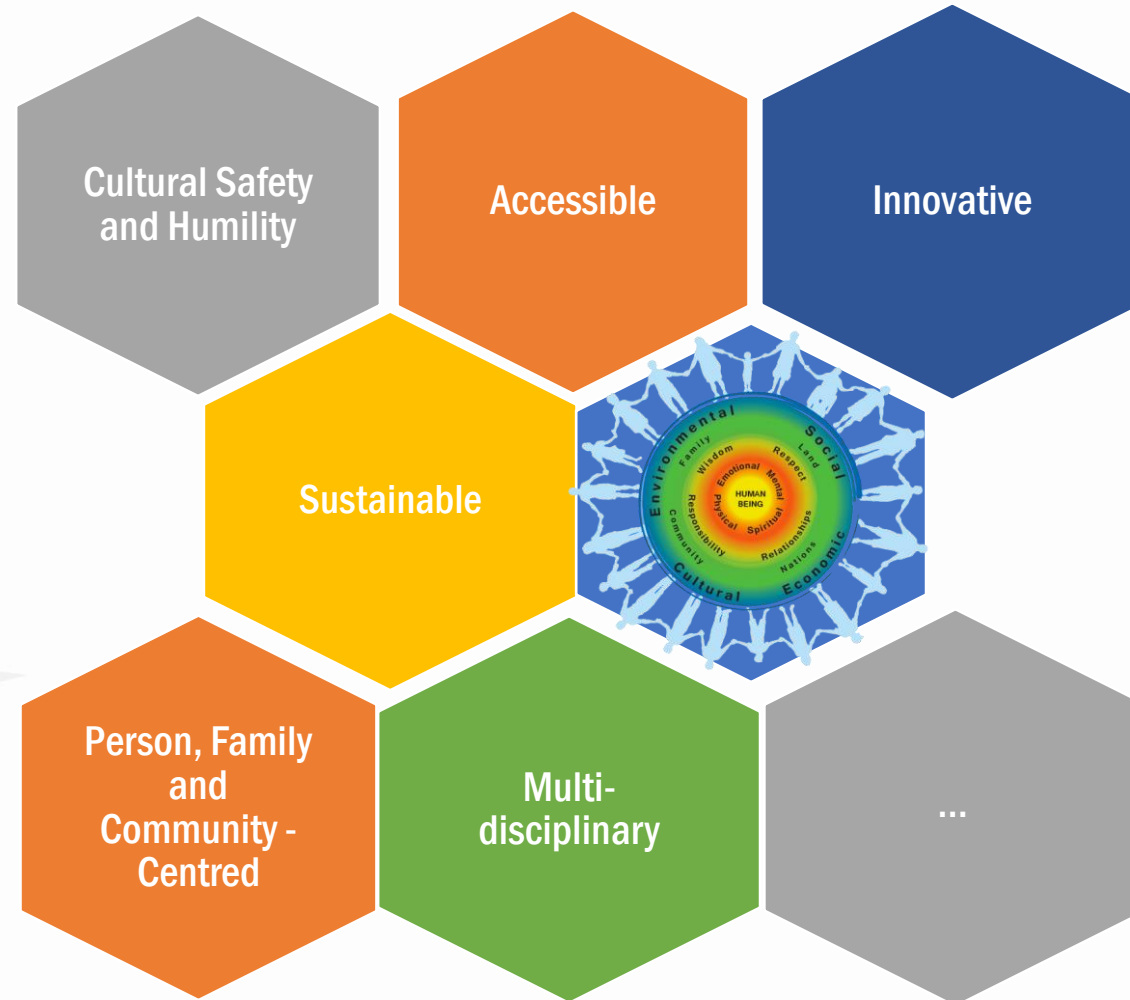 Cultural Safety
and Humility
Accessible
Innovative
Sustainable
Environmental
Social
Family
Land
Wisdom
Respect
Emotional
Mental
HUMAN
BEING
Physical
Spiritual
Responsibility
Relationships
Community
Nations
Cultural
Economic
Person, Family
and
Community -
Centred
Multi-
disciplinary
...